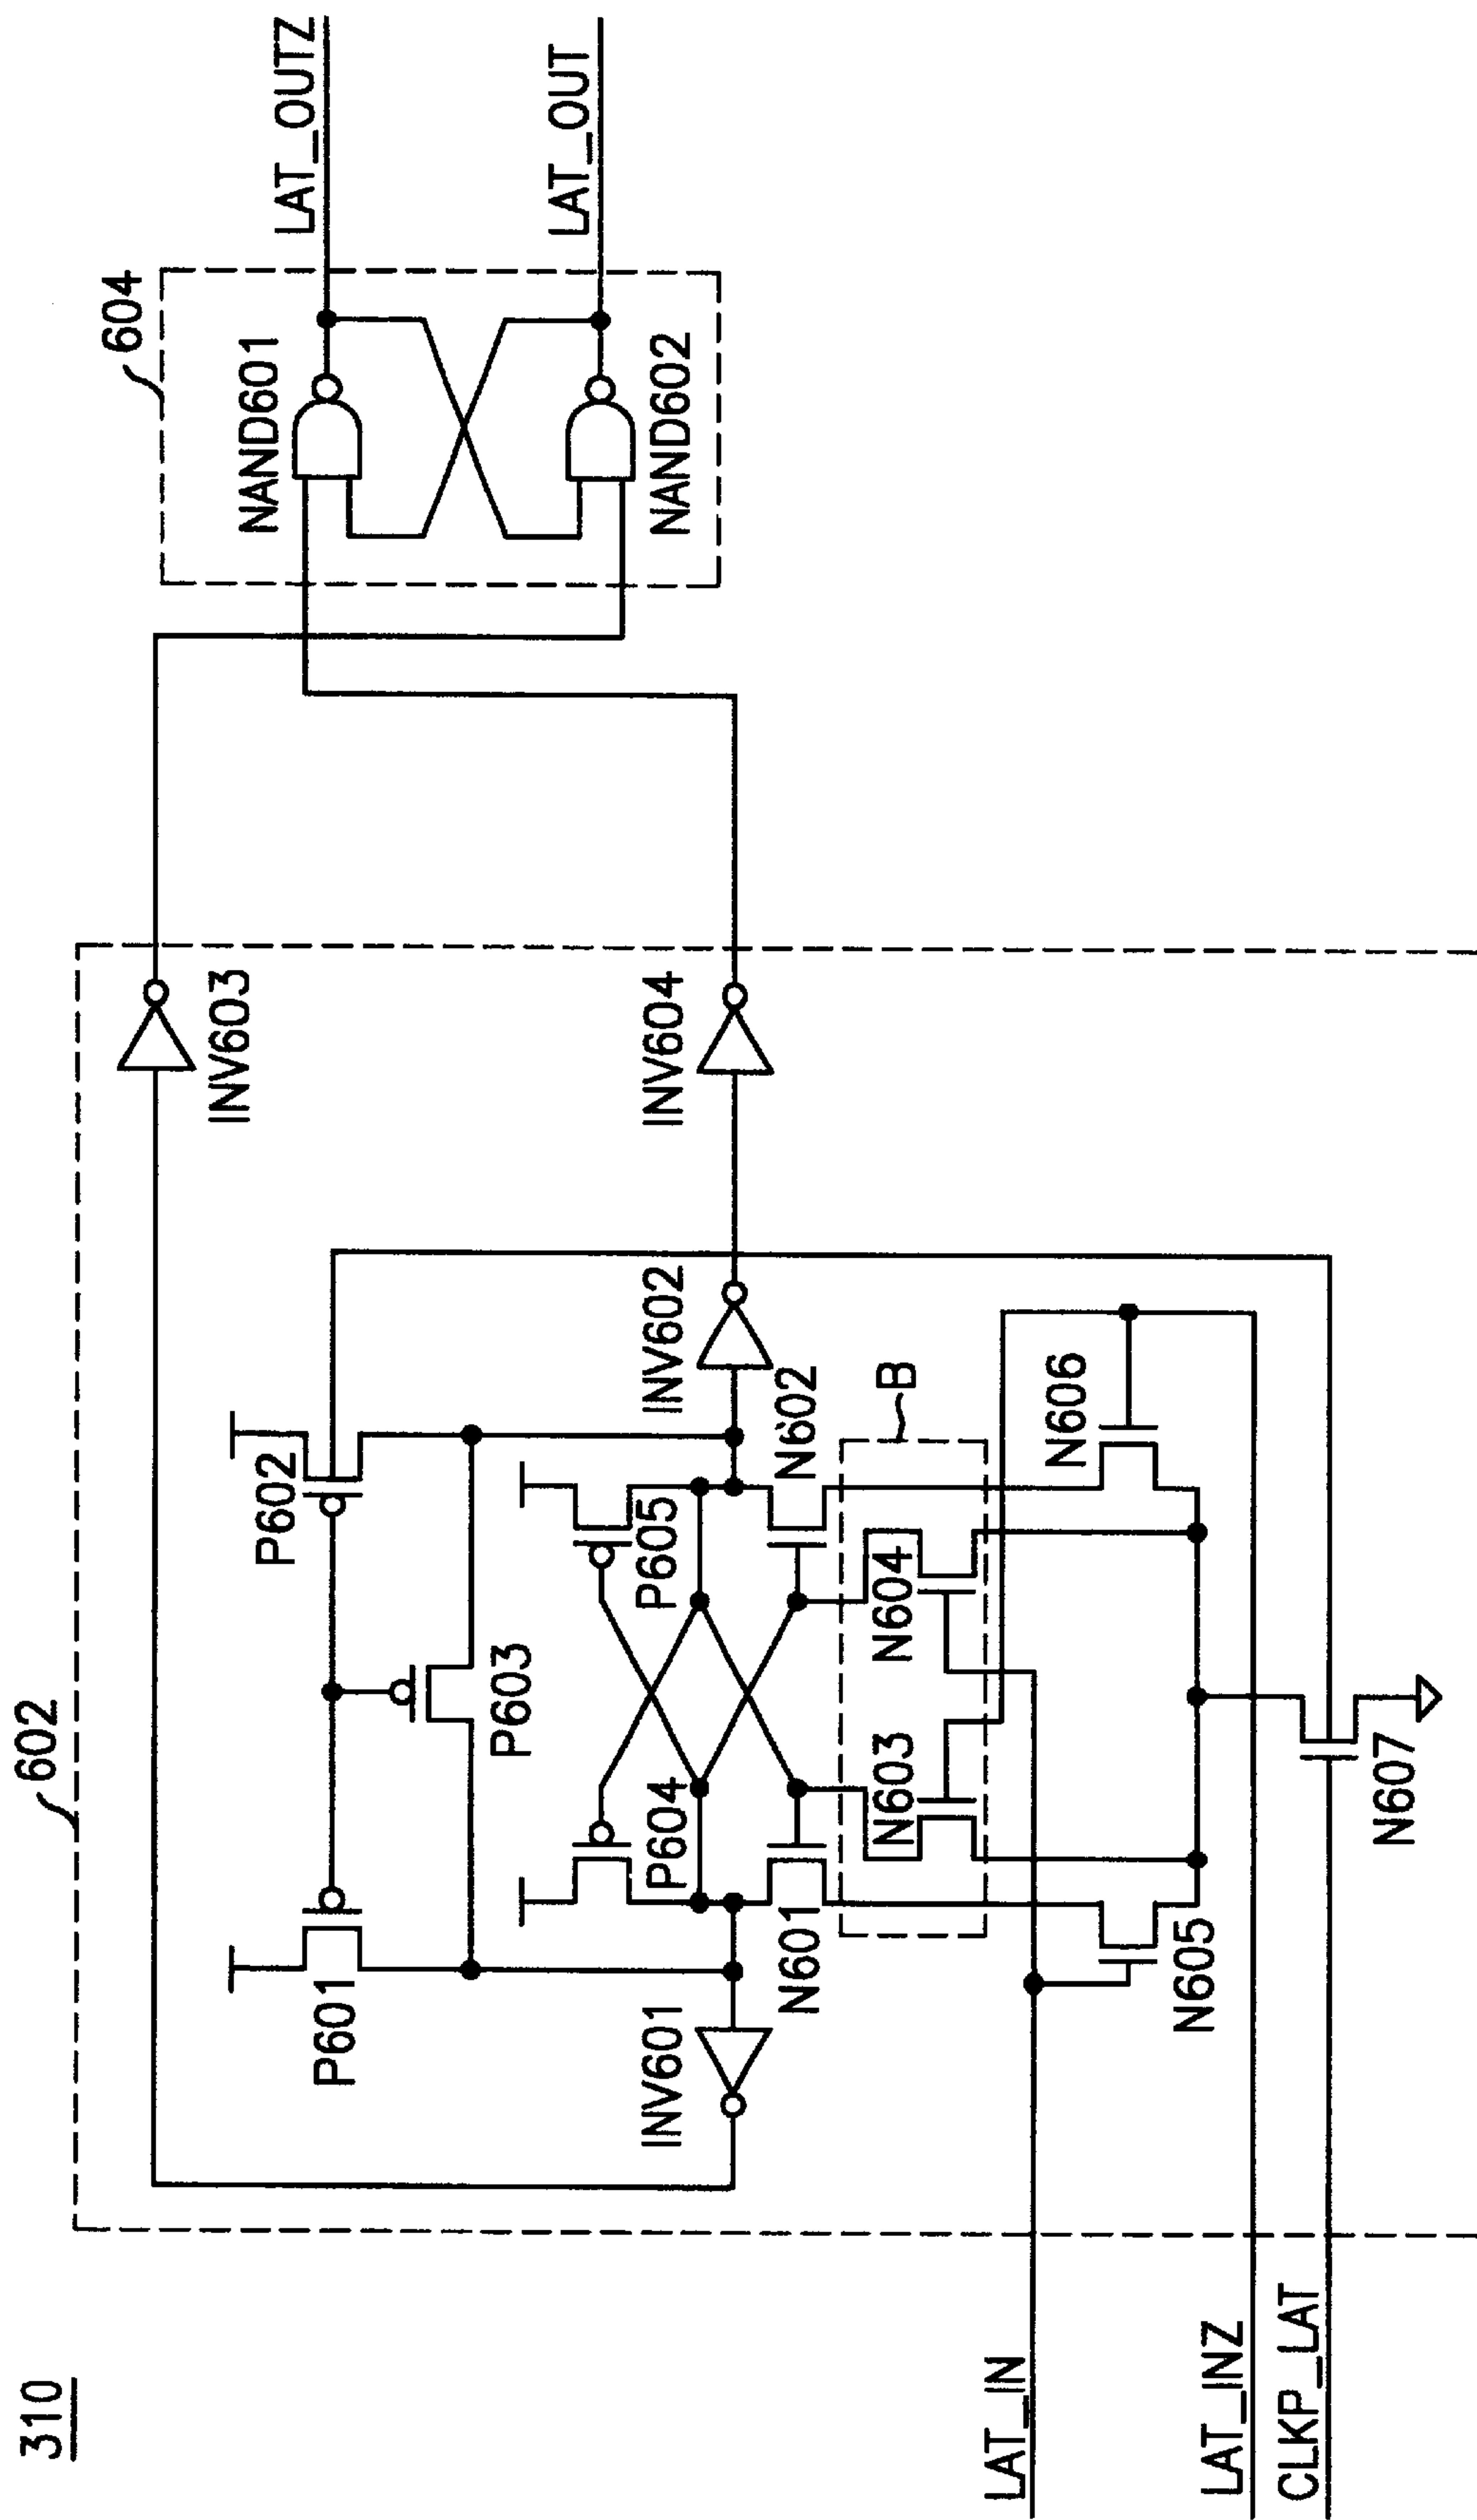 310
602
604
LAT_OUTZ
LAT_OUT
NAND601
NAND602
INV603
INV604
P601
P602
P603
P604
P605
INV601
INV602
N601
N602
B
N603
N604
N605
N606
N607
LAT_IN
LAT_INZ
CLKP_LAT